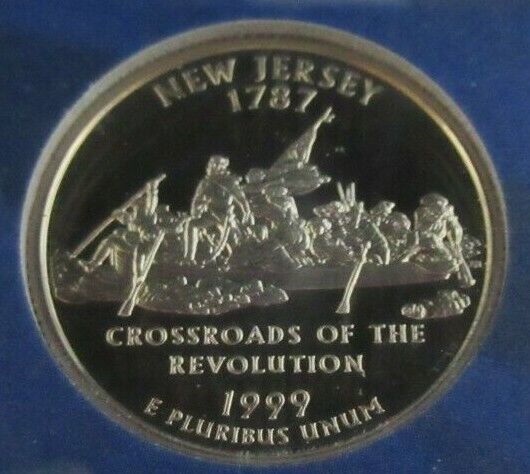 NEW JERSEY
1787
CROSSROADS OF THE
REVOLUTION
1999
E PLURIBUS UNUM